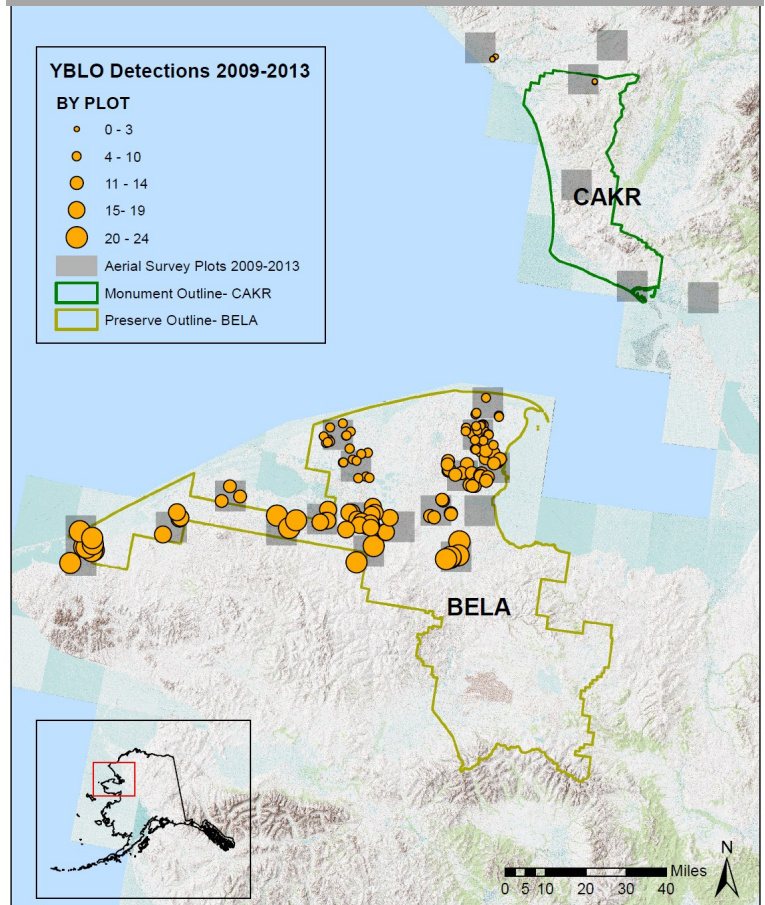 YBLO Detections 2009-2013
BY PLOT
0 - 3
4 - 10
11 - 14
15- 19
20 - 24
Aerial Survey Plots 2009-2013
Monument Outline- CAKR
Preserve Outline- BELA
CAKR
BELA
N
Miles
0 5 10 20 30 40